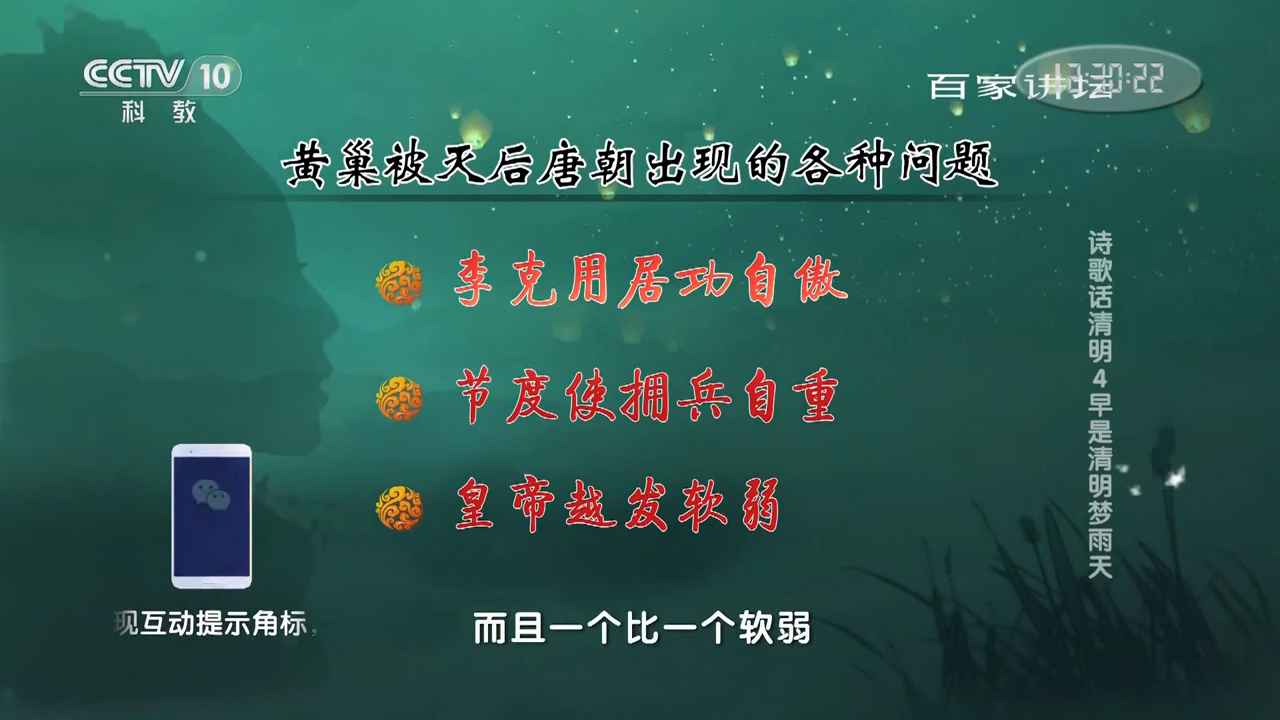 CCTV 10
科教
百家讲坛
黄巢被灭后唐朝出现的各种问题
李克用居功自傲
节度使拥兵自重
皇帝越发软弱
诗歌话清明4早是清明梦雨天
现互动提示角标，
而且一个比一个软弱